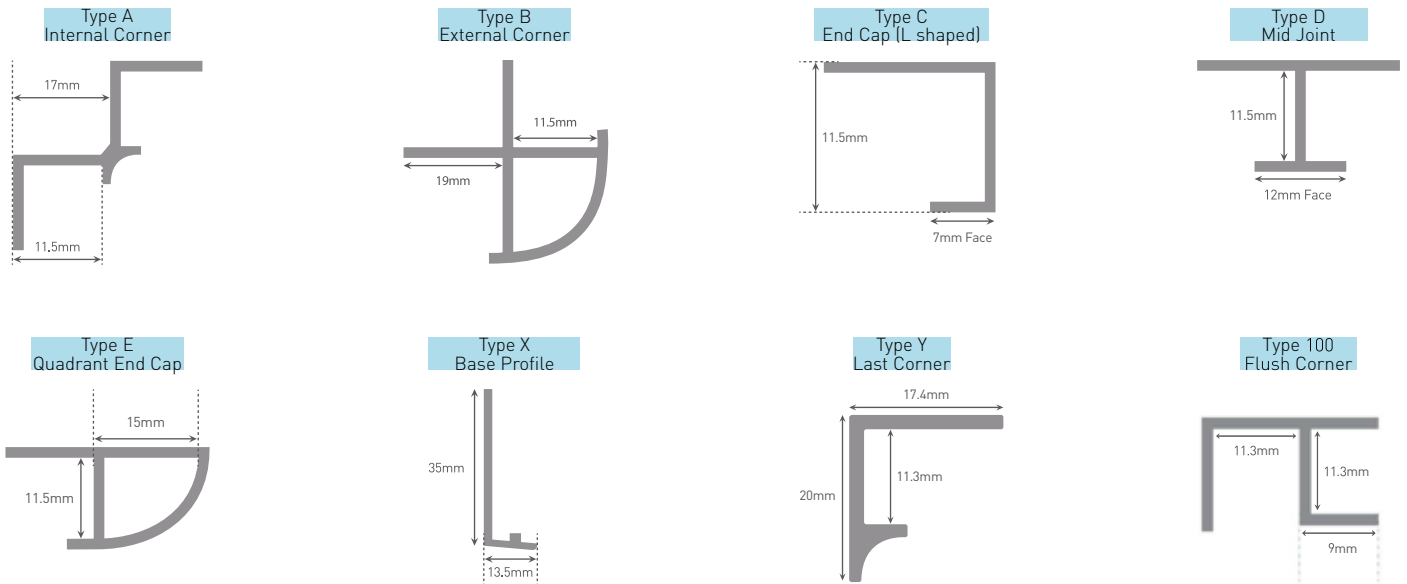 Type A
Internal Corner
17mm
11.5mm
Type B
External Corner
11.5mm
19mm
Type C
End Cap (L shaped)
11.5mm
7mm Face
Type D
Mid Joint
11.5mm
12mm Face
Type E
Quadrant End Cap
15mm
11.5mm
Type X
Base Profile
35mm
13.5mm
Type Y
Last Corner
17.4mm
11.3mm
20mm
Type 100
Flush Corner
11.3mm
11.3mm
9mm